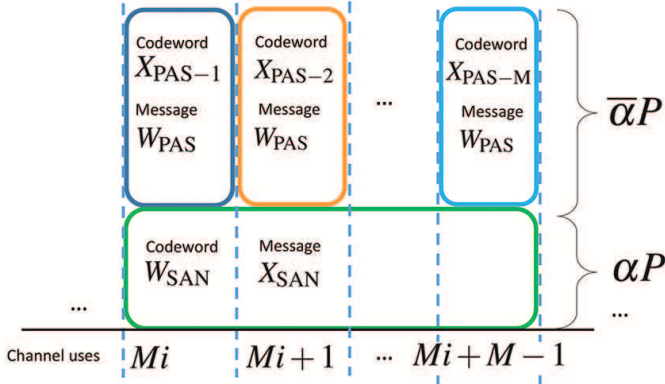 Codeword Codeword Codeword
X_PAS−1 X_PAS−2 ... X_PAS−M
Message Message Message
W_PAS W_PAS W_PAS
α̅P
Codeword Message
W_SAN X_SAN
αP
... ...
Channel uses Mi Mi+1 ... Mi+M−1